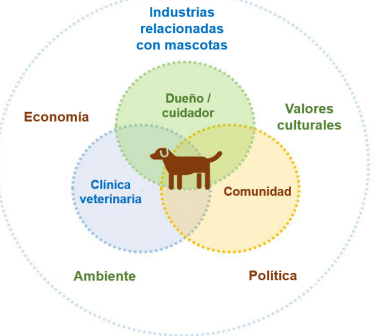 Industrias
relacionadas
con mascotas
Dueño /
cuidador
Economía
Valores
culturales
Clínica
veterinaria
Comunidad
Ambiente
Política